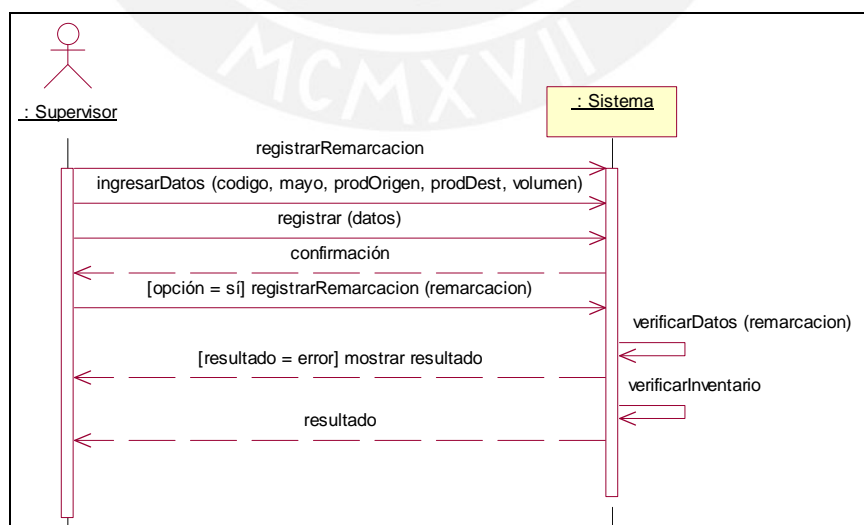 MCMXVII
: Supervisor
: Sistema
registrarRemarcacion
ingresarDatos (codigo, mayo, prodOrigen, prodDest, volumen)
registrar (datos)
confirmación
[opción = sí] registrarRemarcacion (remarcacion)
verificarDatos (remarcacion)
[resultado = error] mostrar resultado
verificarInventario
resultado